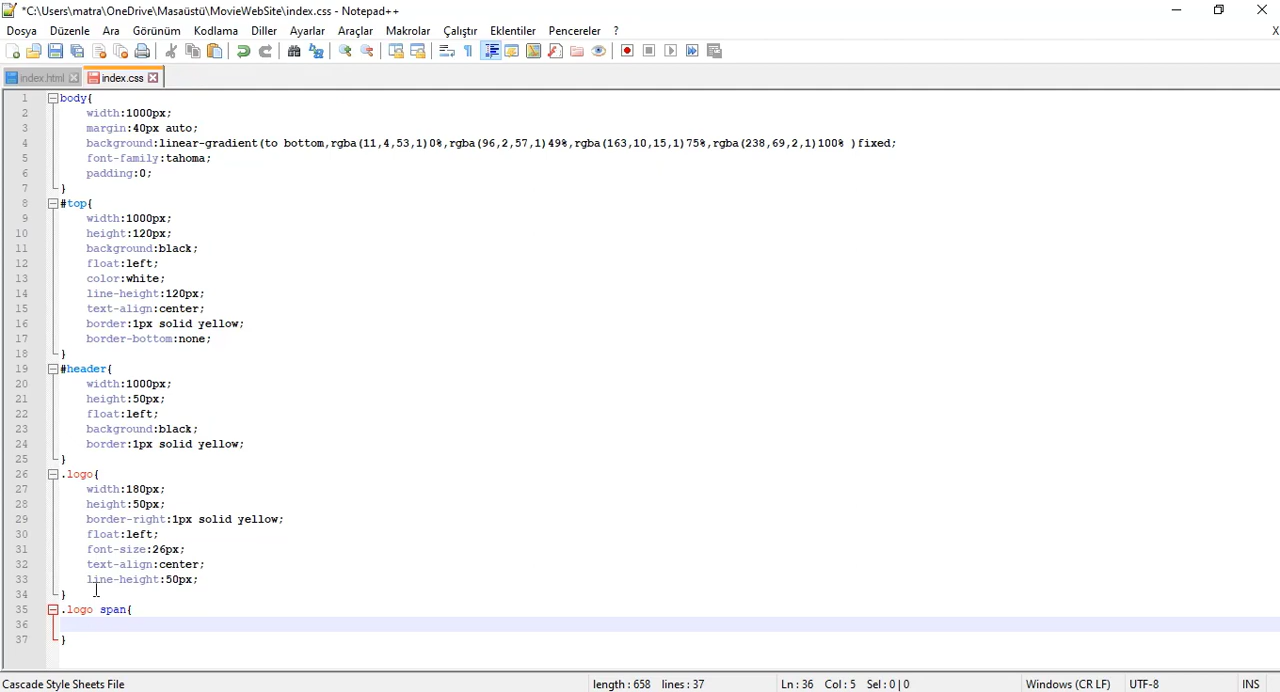 *C:\Users\matra\OneDrive\Masaüstü\MovieWebSite\index.css - Notepad++
Dosya Düzenle Ara Görünüm Kodlama Diller Ayarlar Araçlar Makrolar Çalıştır Eklentiler Pencereler ?
X
index.html index.css
1 body{
2 width:1000px;
3 margin:40px auto;
4 background:linear-gradient(to bottom,rgba(11,4,53,1)0%,rgba(96,2,57,1)49%,rgba(163,10,15,1)75%,rgba(238,69,2,1)100% )fixed;
5 font-family:tahoma;
6 padding:0;
7 }
8 #top{
9 width:1000px;
10 height:120px;
11 background:black;
12 float:left;
13 color:white;
14 line-height:120px;
15 text-align:center;
16 border:1px solid yellow;
17 border-bottom:none;
18 }
19 #header{
20 width:1000px;
21 height:50px;
22 float:left;
23 background:black;
24 border:1px solid yellow;
25 }
26 .logo{
27 width:180px;
28 height:50px;
29 border-right:1px solid yellow;
30 float:left;
31 font-size:26px;
32 text-align:center;
33 line-height:50px;
34 }
35 .logo span{
36
37 }
Cascade Style Sheets File length : 658 lines : 37 Ln : 36 Col : 5 Sel : 0 | 0 Windows (CR LF) UTF-8 INS